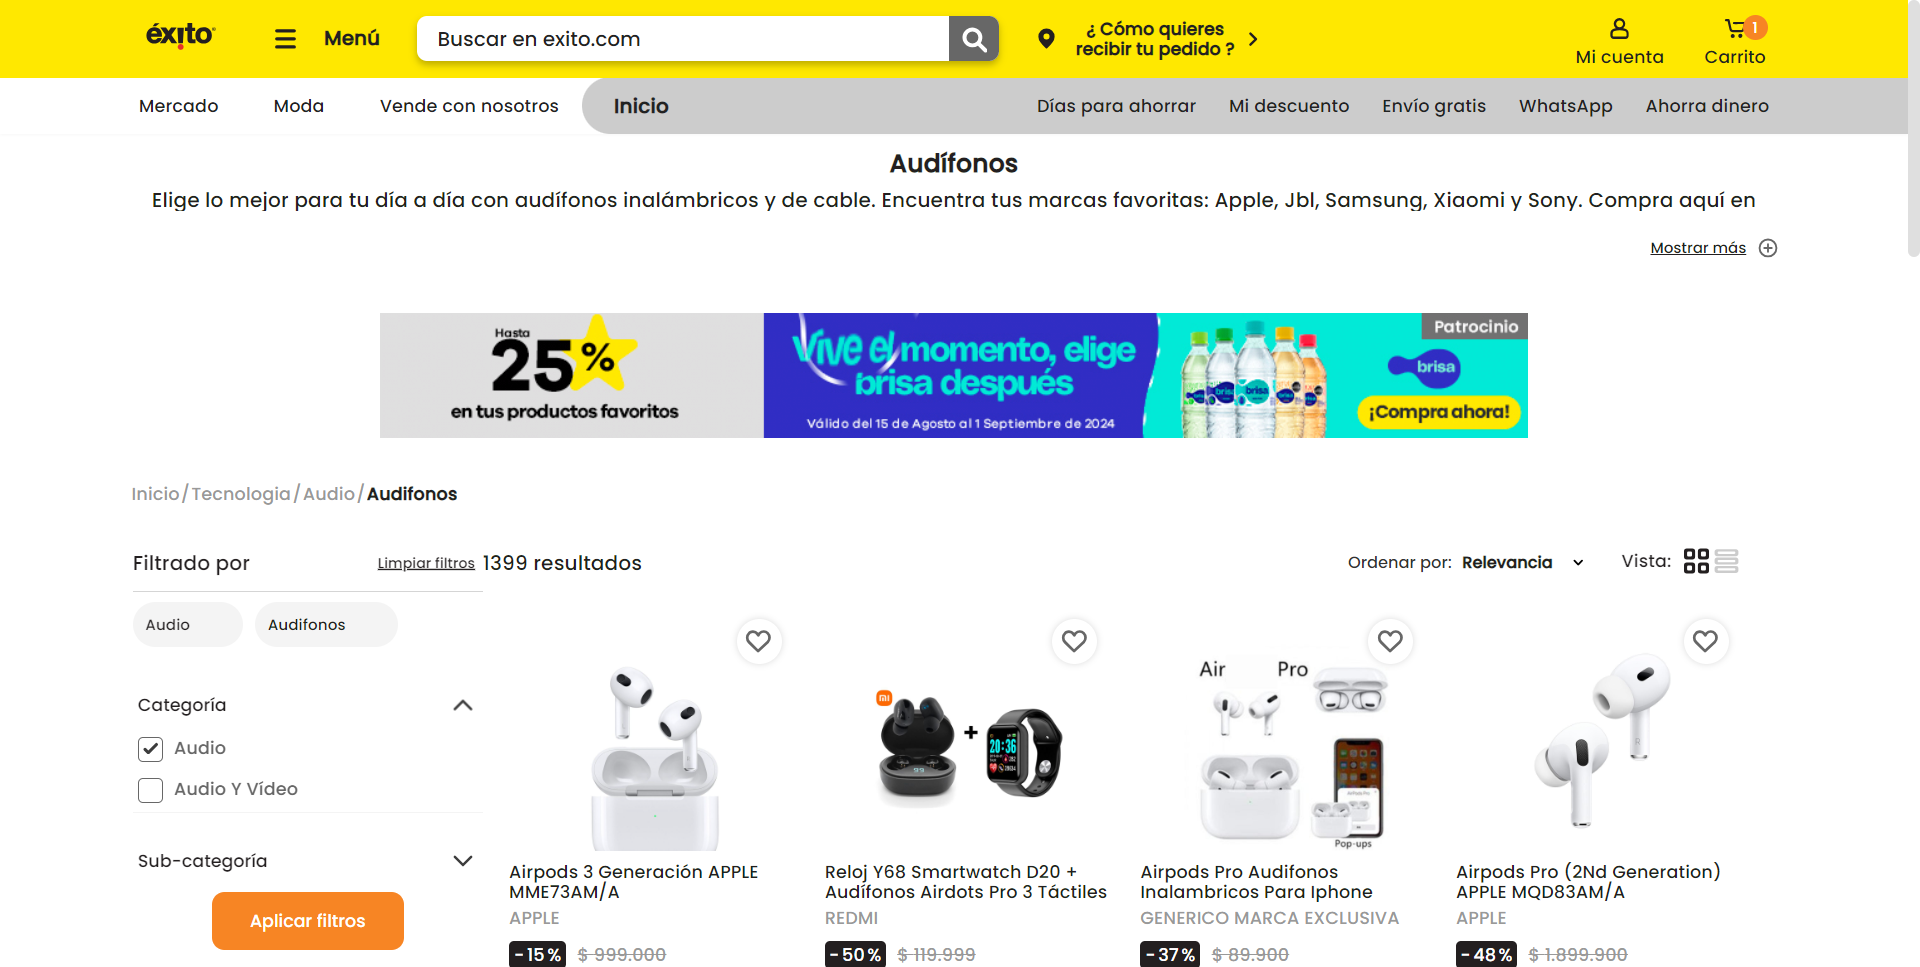 éxito
Menú
Buscar en exito.com
¿ Cómo quieres
recibir tu pedido ?
Mi cuenta
1
Carrito
Mercado
Moda
Vende con nosotros
Inicio
Días para ahorrar
Mi descuento
Envío gratis
WhatsApp
Ahorra dinero
Audífonos
Elige lo mejor para tu día a día con audífonos inalámbricos y de cable. Encuentra tus marcas favoritas: Apple, Jbl, Samsung, Xiaomi y Sony. Compra aquí en
Mostrar más
Hasta
25%
en tus productos favoritos
Vive el momento, elige
brisa después
Válido del 15 de Agosto al 1 Septiembre de 2024
Patrocinio
brisa
¡Compra ahora!
Inicio/Tecnologia/Audio/Audifonos
Filtrado por
Limpiar filtros
1399 resultados
Ordenar por: Relevancia
Vista:
Audio
Audifonos
Categoría
Audio
Audio Y Vídeo
Sub-categoría
Aplicar filtros
Airpods 3 Generación APPLE
MME73AM/A
APPLE
-15% $ 999.000
20:36
Reloj Y68 Smartwatch D20 +
Audífonos Airdots Pro 3 Táctiles
REDMI
-50% $ 119.999
Air Pro
Pop-ups
Airpods Pro Audifonos
Inalambricos Para Iphone
GENERICO MARCA EXCLUSIVA
-37% $ 89.900
Airpods Pro (2Nd Generation)
APPLE MQD83AM/A
APPLE
-48% $ 1.899.900